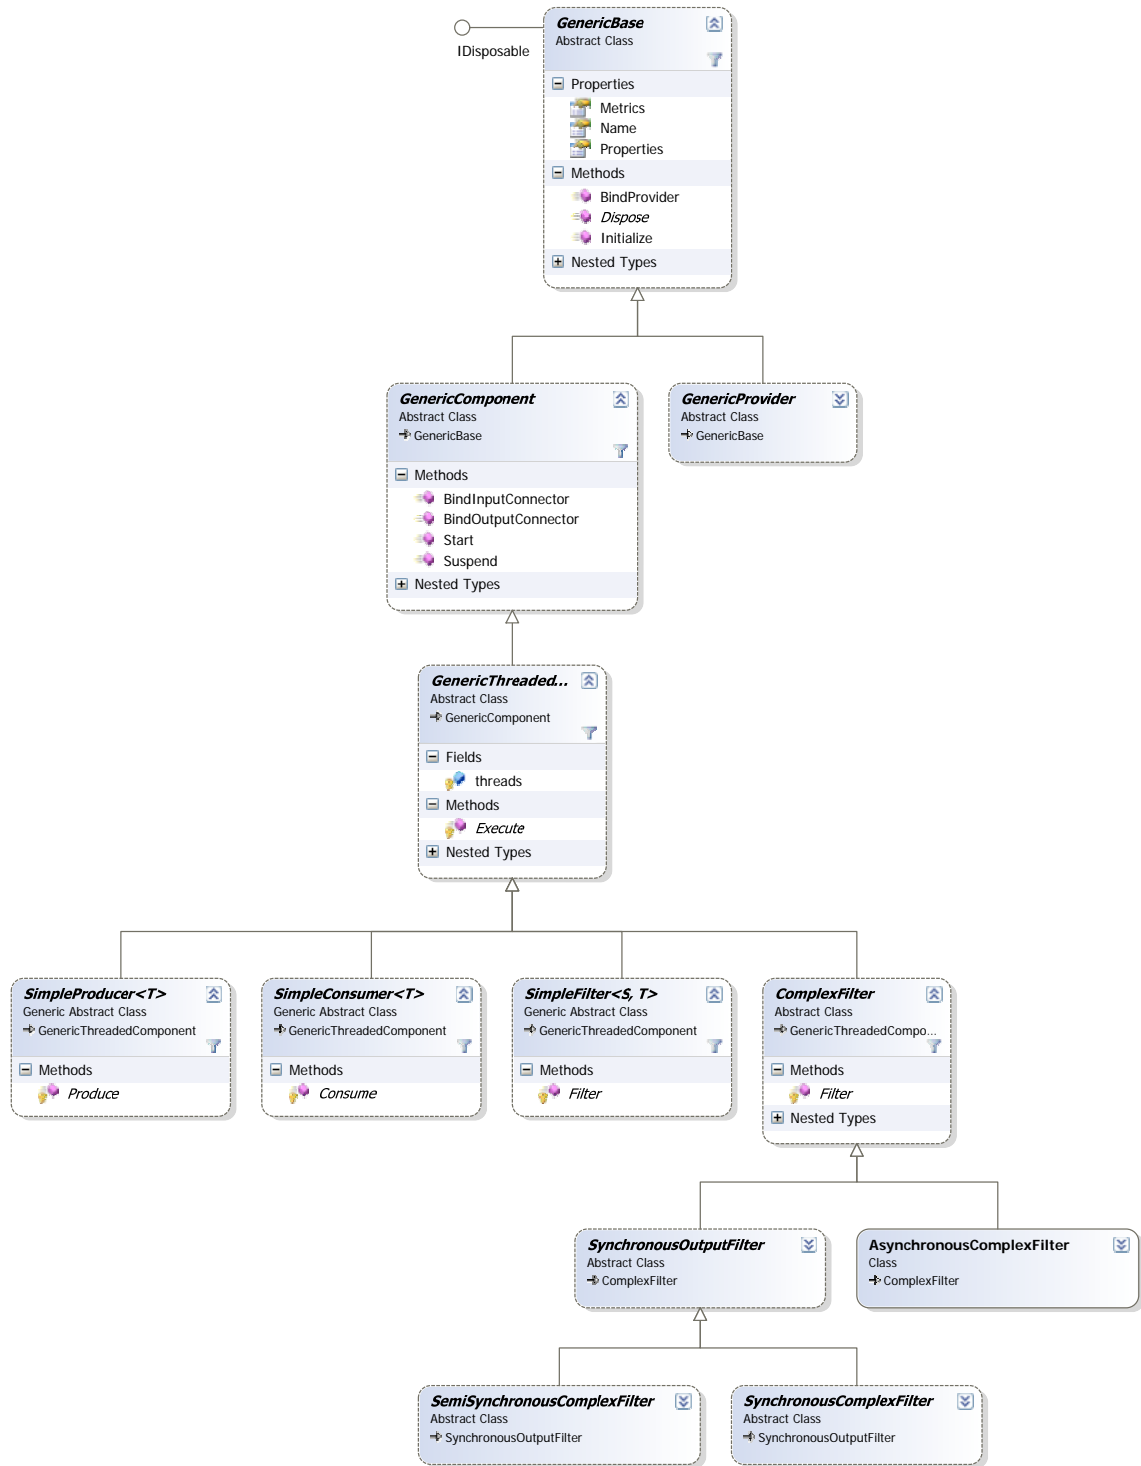 GenericBase
Abstract Class
IDisposable
Properties
Metrics
Name
Properties
Methods
BindProvider
Dispose
Initialize
Nested Types
GenericComponent
Abstract Class
GenericBase
Methods
BindInputConnector
BindOutputConnector
Start
Suspend
Nested Types
GenericProvider
Abstract Class
GenericBase
GenericThreaded...
Abstract Class
GenericComponent
Fields
threads
Methods
Execute
Nested Types
SimpleProducer<T>
Generic Abstract Class
GenericThreadedComponent
Methods
Produce
SimpleConsumer<T>
Generic Abstract Class
GenericThreadedComponent
Methods
Consume
SimpleFilter<S, T>
Generic Abstract Class
GenericThreadedComponent
Methods
Filter
ComplexFilter
Abstract Class
GenericThreadedCompo...
Methods
Filter
Nested Types
SynchronousOutputFilter
Abstract Class
ComplexFilter
AsynchronousComplexFilter
Class
ComplexFilter
SemiSynchronousComplexFilter
Abstract Class
SynchronousOutputFilter
SynchronousComplexFilter
Abstract Class
SynchronousOutputFilter